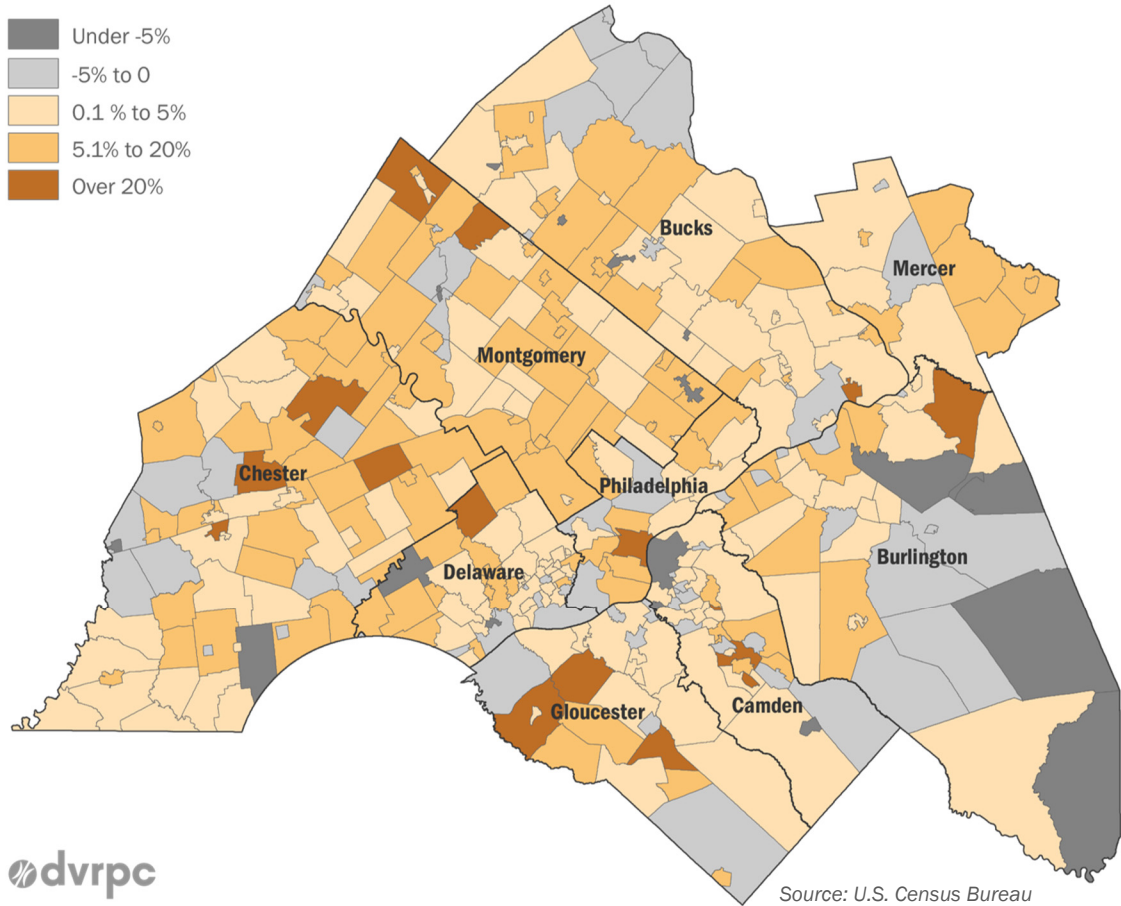 Under -5%
-5% to 0
0.1 % to 5%
5.1% to 20%
Over 20%
Bucks
Mercer
Montgomery
Chester
Philadelphia
Burlington
Delaware
Camden
Gloucester
dvrpc
Source: U.S. Census Bureau